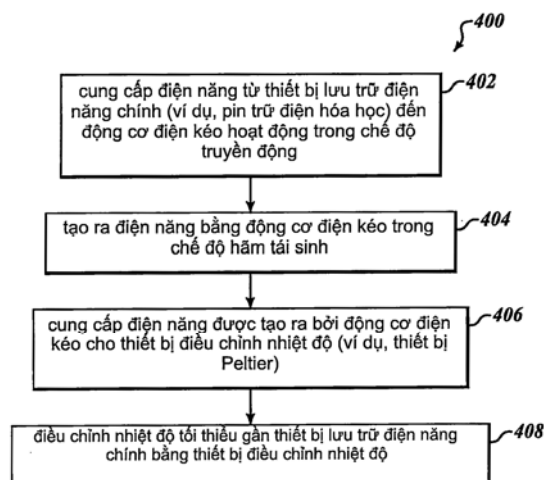 400
402
cung cấp điện năng từ thiết bị lưu trữ điện
năng chính (ví dụ, pin trữ điện hóa học) đến
động cơ điện kéo hoạt động trong chế độ
truyền động
404
tạo ra điện năng bằng động cơ điện kéo trong
chế độ hãm tái sinh
406
cung cấp điện năng được tạo ra bởi động cơ điện
kéo cho thiết bị điều chỉnh nhiệt độ (ví dụ, thiết bị
Peltier)
408
điều chỉnh nhiệt độ tối thiểu gần thiết bị lưu trữ điện năng
chính bằng thiết bị điều chỉnh nhiệt độ